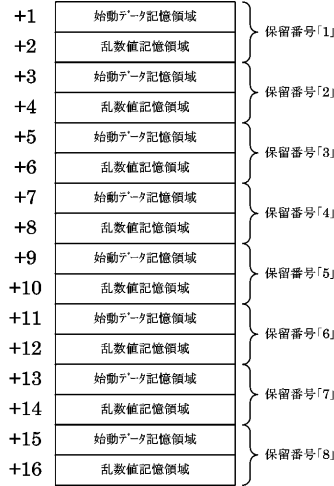 +1 始動データ記憶領域
保留番号「1」
+2 乱数値記憶領域
+3 始動データ記憶領域
保留番号「2」
+4 乱数値記憶領域
+5 始動データ記憶領域
保留番号「3」
+6 乱数値記憶領域
+7 始動データ記憶領域
保留番号「4」
+8 乱数値記憶領域
+9 始動データ記憶領域
保留番号「5」
+10 乱数値記憶領域
+11 始動データ記憶領域
保留番号「6」
+12 乱数値記憶領域
+13 始動データ記憶領域
保留番号「7」
+14 乱数値記憶領域
+15 始動データ記憶領域
保留番号「8」
+16 乱数値記憶領域